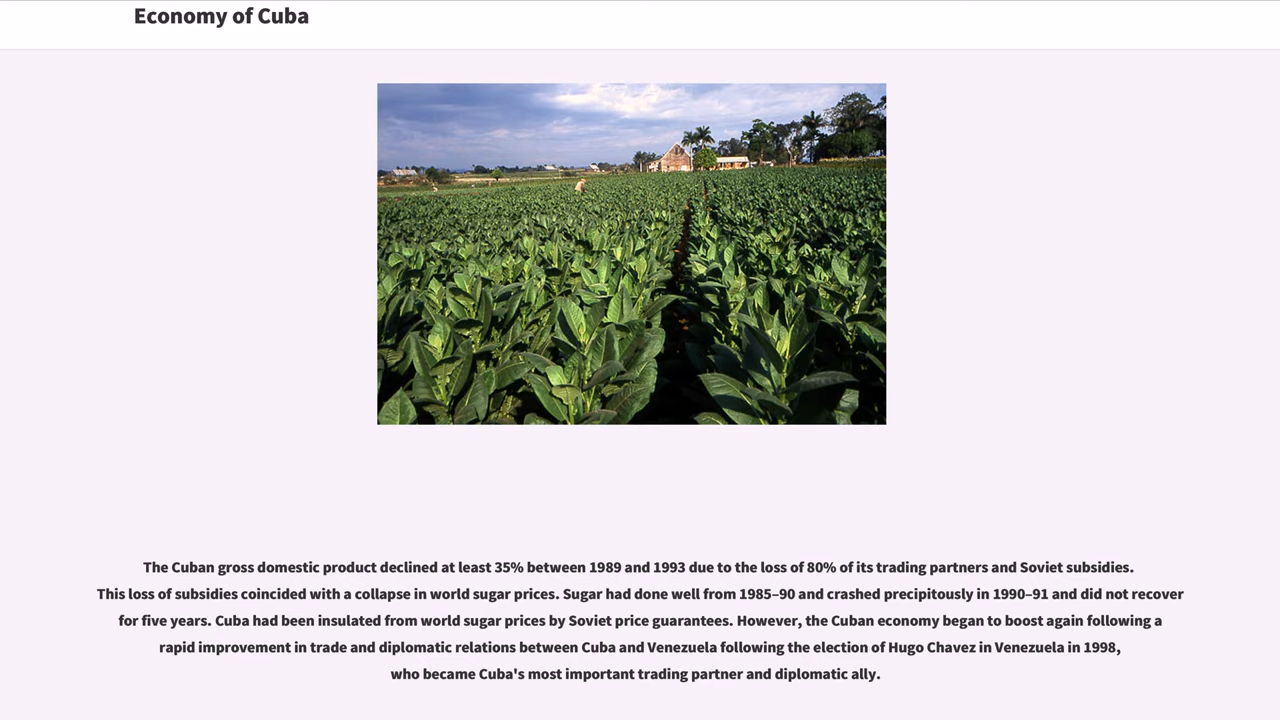 Economy of Cuba
The Cuban gross domestic product declined at least 35% between 1989 and 1993 due to the loss of 80% of its trading partners and Soviet subsidies.
This loss of subsidies coincided with a collapse in world sugar prices. Sugar had done well from 1985–90 and crashed precipitously in 1990–91 and did not recover
for five years. Cuba had been insulated from world sugar prices by Soviet price guarantees. However, the Cuban economy began to boost again following a
rapid improvement in trade and diplomatic relations between Cuba and Venezuela following the election of Hugo Chavez in Venezuela in 1998,
who became Cuba's most important trading partner and diplomatic ally.